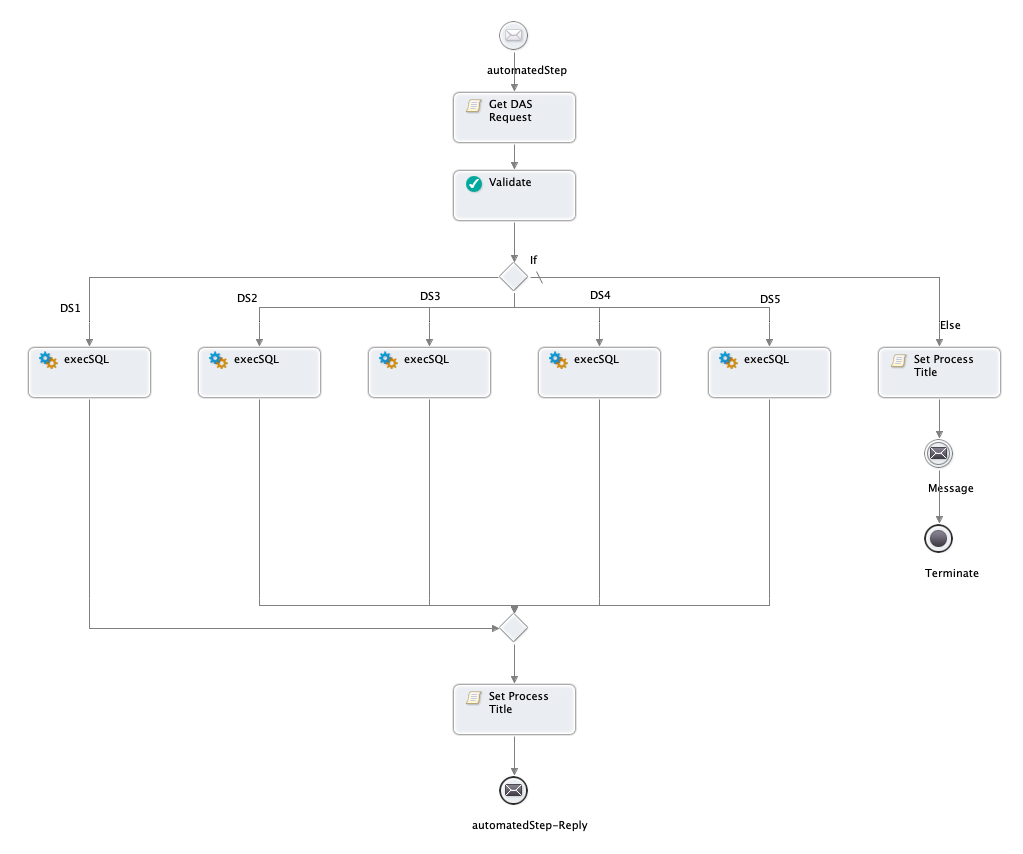 automatedStep
Get DAS
Request
Validate
If
DS1
DS2
DS3
DS4
DS5
Else
execSQL
execSQL
execSQL
execSQL
execSQL
Set Process
Title
Message
Terminate
Set Process
Title
automatedStep-Reply